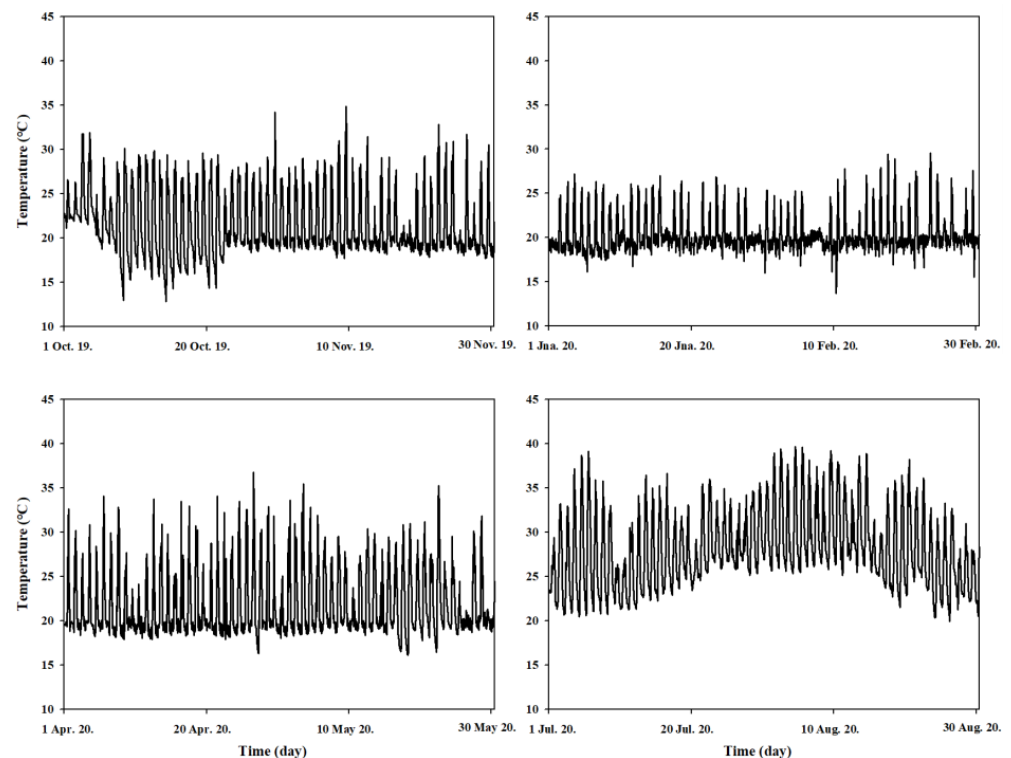 45
40
35
30
25
20
15
10
Temperature (℃)
1 Oct. 19.
20 Oct. 19.
10 Nov. 19.
30 Nov. 19.
45
40
35
30
25
20
15
10
1 Jna. 20.
20 Jna. 20.
10 Feb. 20.
30 Feb. 20.
45
40
35
30
25
20
15
10
Temperature (℃)
1 Apr. 20.
20 Apr. 20.
10 May. 20.
30 May 20.
Time (day)
45
40
35
30
25
20
15
10
1 Jul. 20.
20 Jul. 20.
10 Aug. 20.
30 Aug. 20.
Time (day)